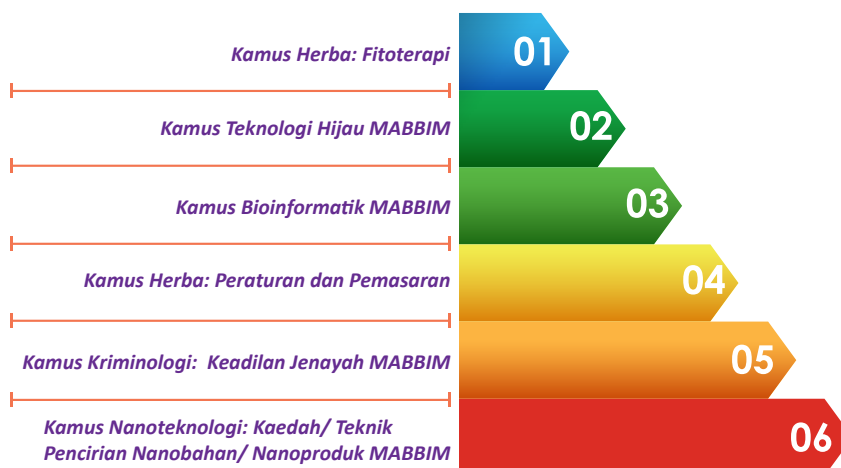 Kamus Herba: Fitoterapi
01
Kamus Teknologi Hijau MABBIM
02
Kamus Bioinformatik MABBIM
03
Kamus Herba: Peraturan dan Pemasaran
04
Kamus Kriminologi: Keadilan Jenayah MABBIM
05
Kamus Nanoteknologi: Kaedah/ Teknik
Pencirian Nanobahan/ Nanoproduk MABBIM
06